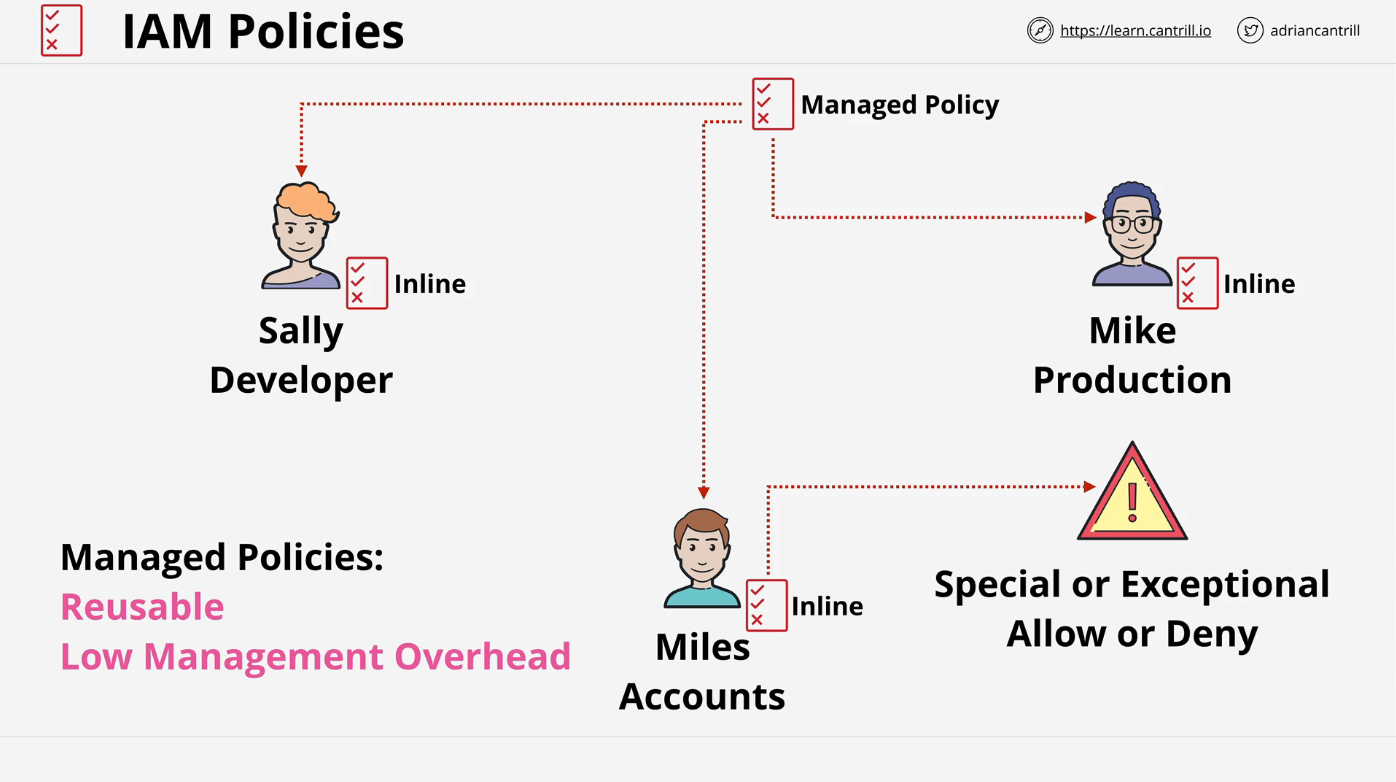 IAM Policies
https://learn.cantrill.io
adriancantrill
Managed Policy
Inline
Sally
Developer
Inline
Mike
Production
Managed Policies:
Reusable
Low Management Overhead
Inline
Miles
Accounts
Special or Exceptional
Allow or Deny